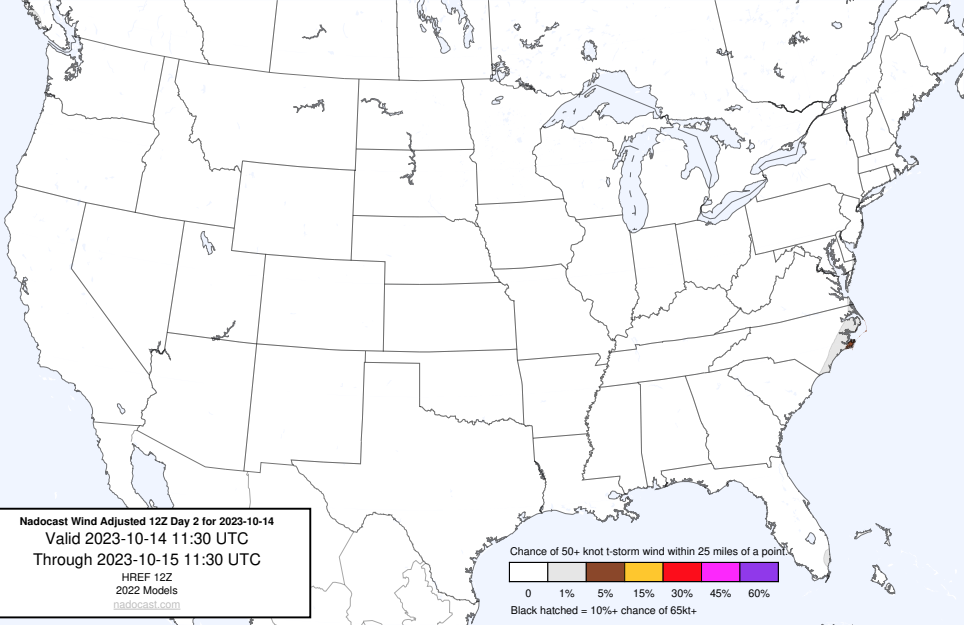 Nadocast Wind Adjusted 12Z Day 2 for 2023-10-14
Valid 2023-10-14 11:30 UTC
Through 2023-10-15 11:30 UTC
HREF 12Z
2022 Models
nadocast.com
Chance of 50+ knot t-storm wind within 25 miles of a point.
0 1% 5% 15% 30% 45% 60%
Black hatched = 10%+ chance of 65kt+